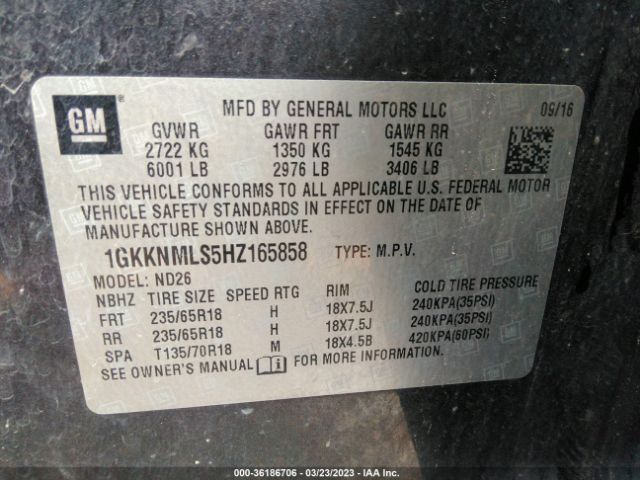 GM
MFD BY GENERAL MOTORS LLC 09/16
GVWR GAWR FRT GAWR RR
2722 KG 1350 KG 1545 KG
6001 LB 2976 LB 3406 LB
THIS VEHICLE CONFORMS TO ALL APPLICABLE U.S. FEDERAL MOTOR
VEHICLE SAFETY STANDARDS IN EFFECT ON THE DATE OF
MANUFACTURE SHOWN ABOVE.
1GKKNMLS5HZ165858 TYPE: M.P.V.
MODEL: ND26
NBHZ TIRE SIZE SPEED RTG RIM COLD TIRE PRESSURE
FRT 235/65R18 H 18X7.5J 240KPA(35PSI)
RR 235/65R18 H 18X7.5J 240KPA(35PSI)
SPA T135/70R18 M 18X4.5B 420KPA(60PSI)
SEE OWNER'S MANUAL FOR MORE INFORMATION.
000-36186706 - 03/23/2023 - IAA Inc.